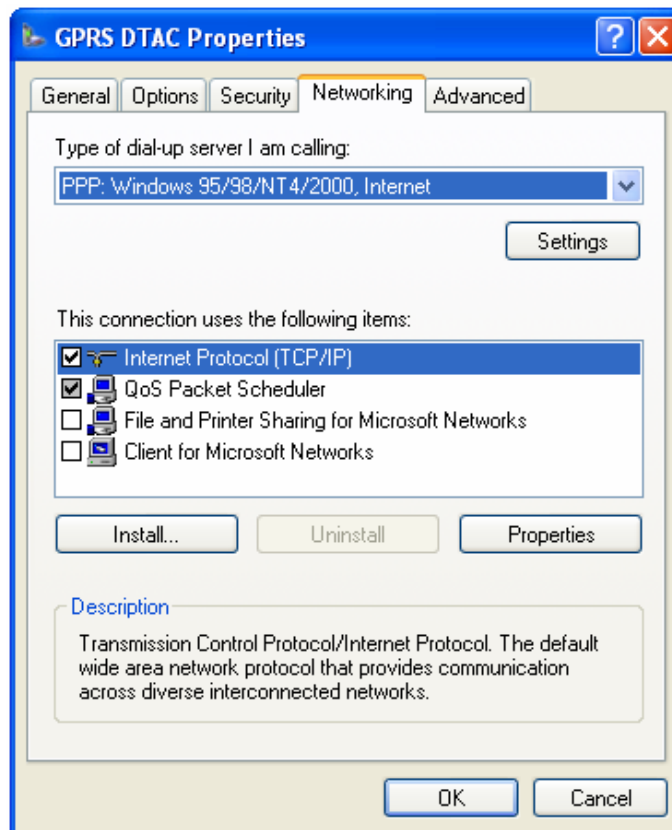 GPRS DTAC Properties
General Options Security Networking Advanced
Type of dial-up server I am calling:
PPP: Windows 95/98/NT4/2000, Internet
Settings
This connection uses the following items:
Internet Protocol (TCP/IP)
QoS Packet Scheduler
File and Printer Sharing for Microsoft Networks
Client for Microsoft Networks
Install... Uninstall Properties
Description
Transmission Control Protocol/Internet Protocol. The default
wide area network protocol that provides communication
across diverse interconnected networks.
OK Cancel